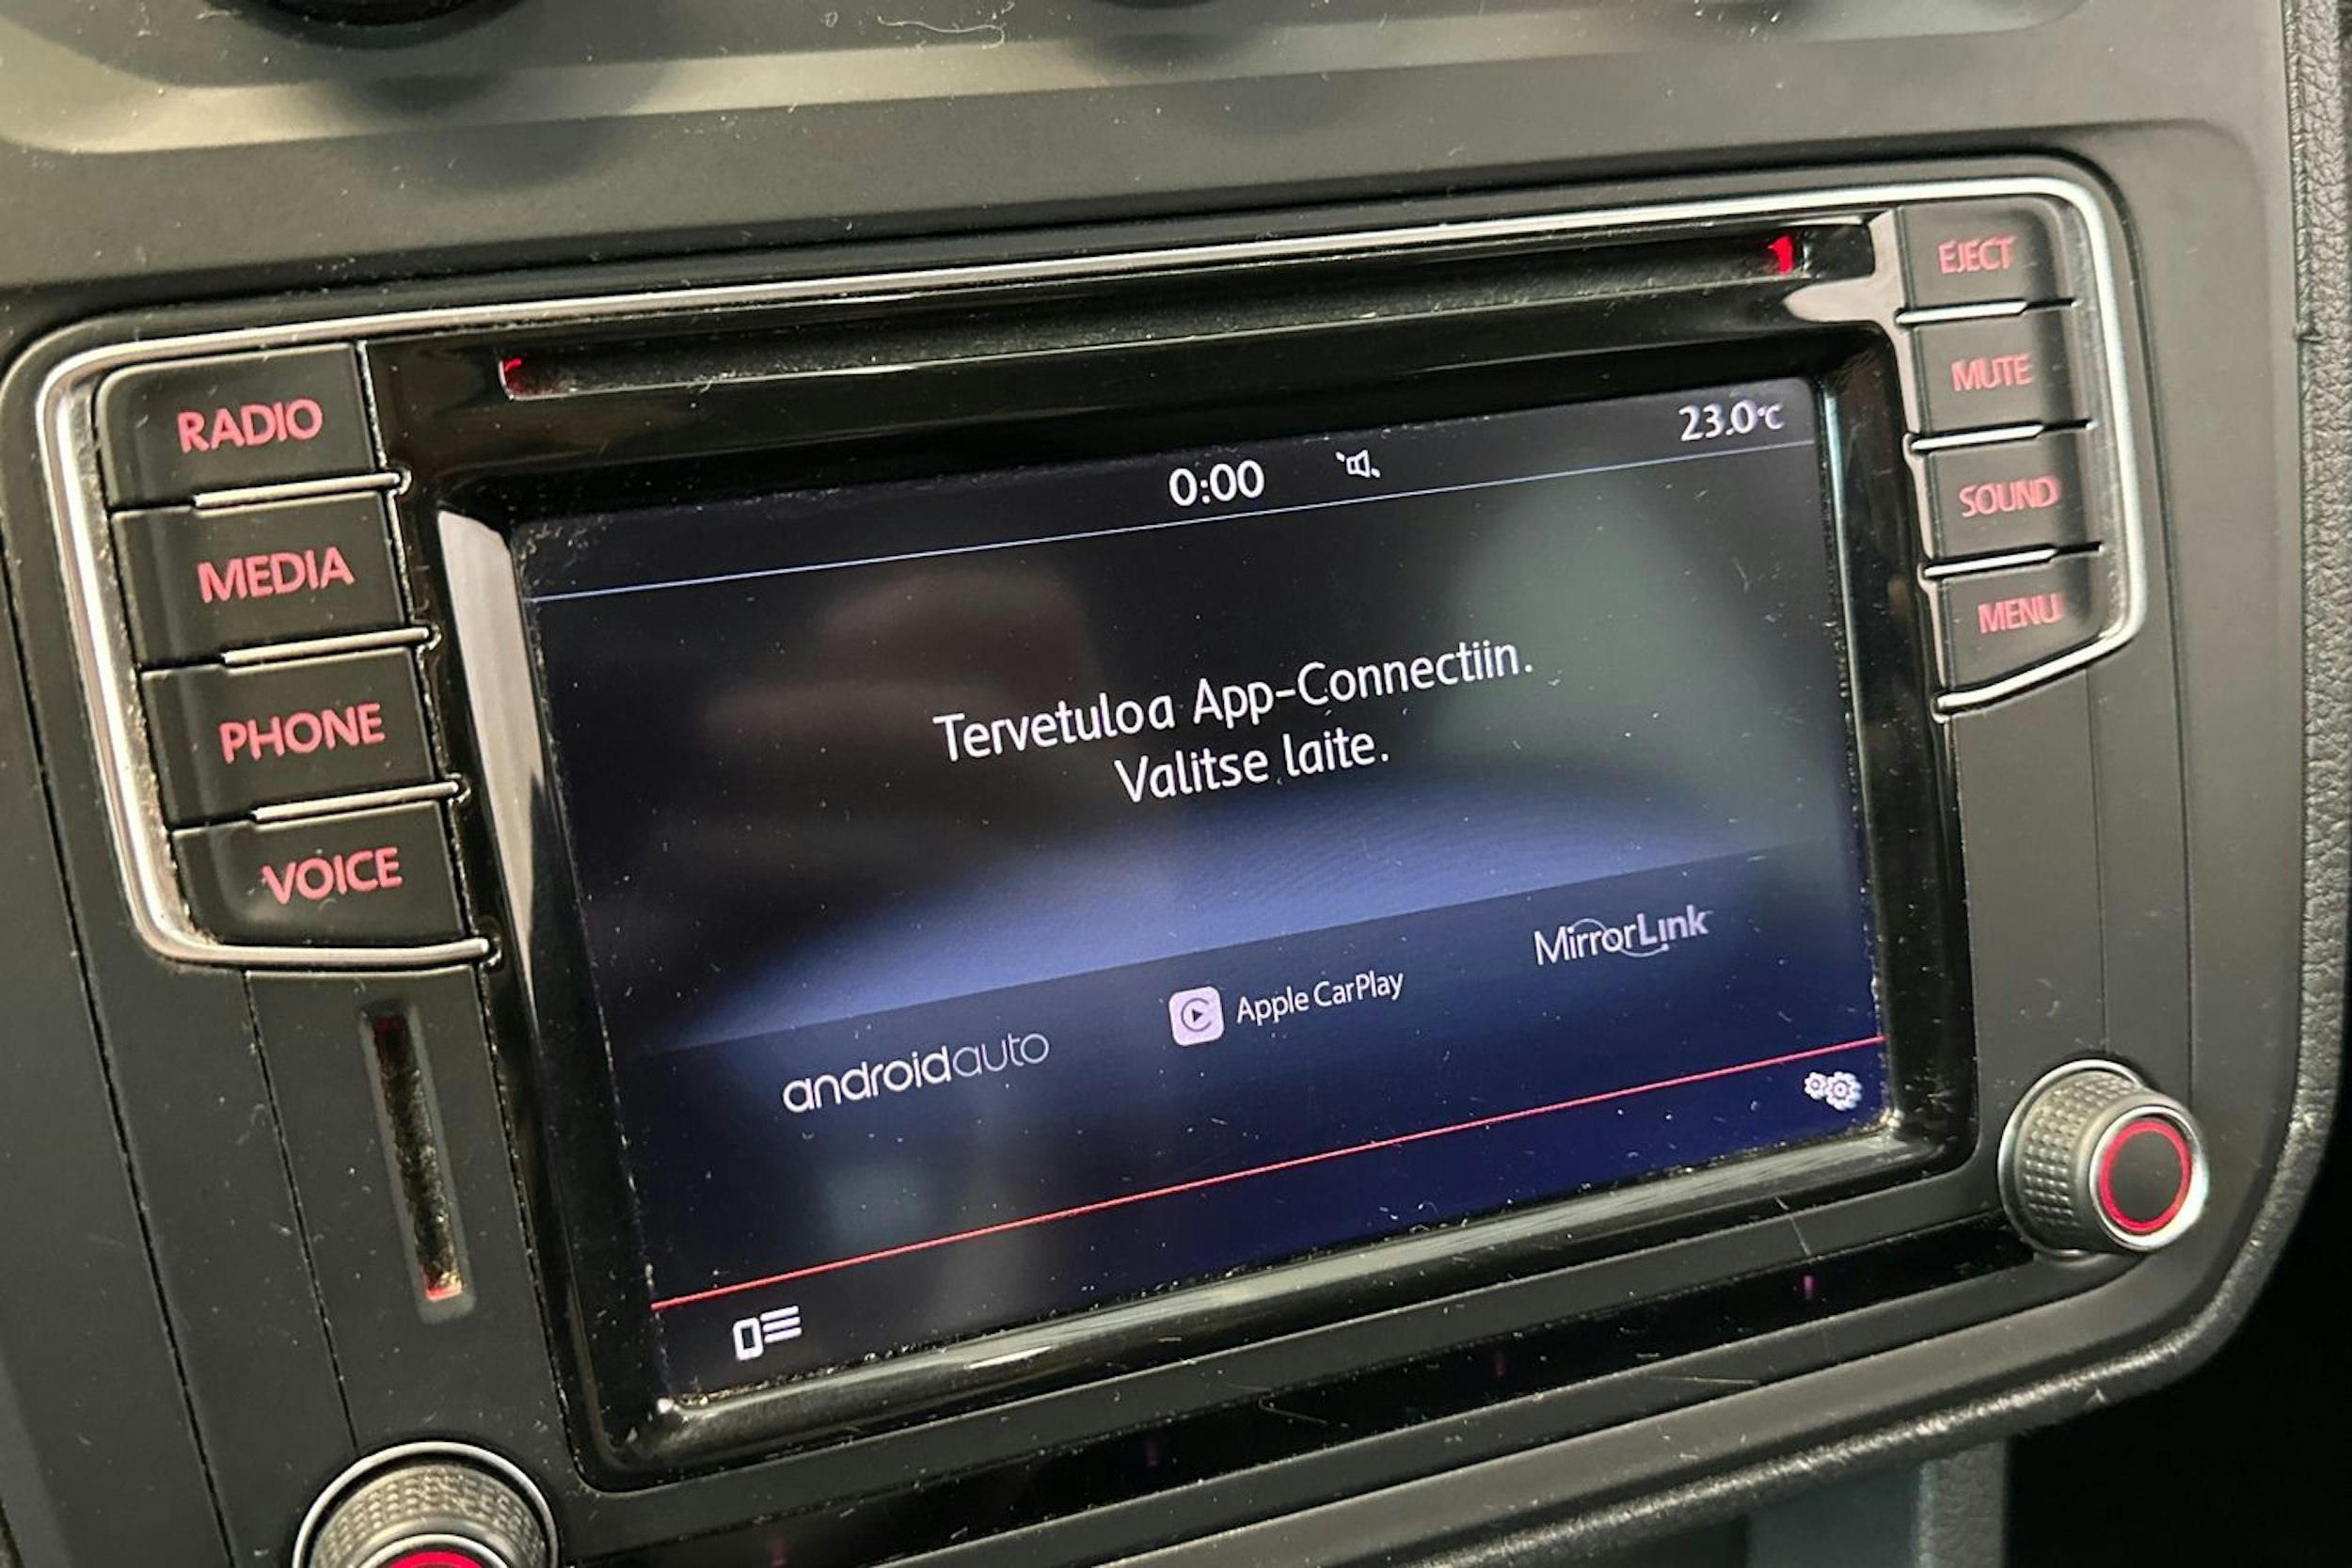 EJECT
RADIO
MUTE
23.0°C
0:00
MEDIA
SOUND
MENU
PHONE
Tervetuloa App-Connectiin.
Valitse laite.
VOICE
androidauto
Apple CarPlay
MirrorLink